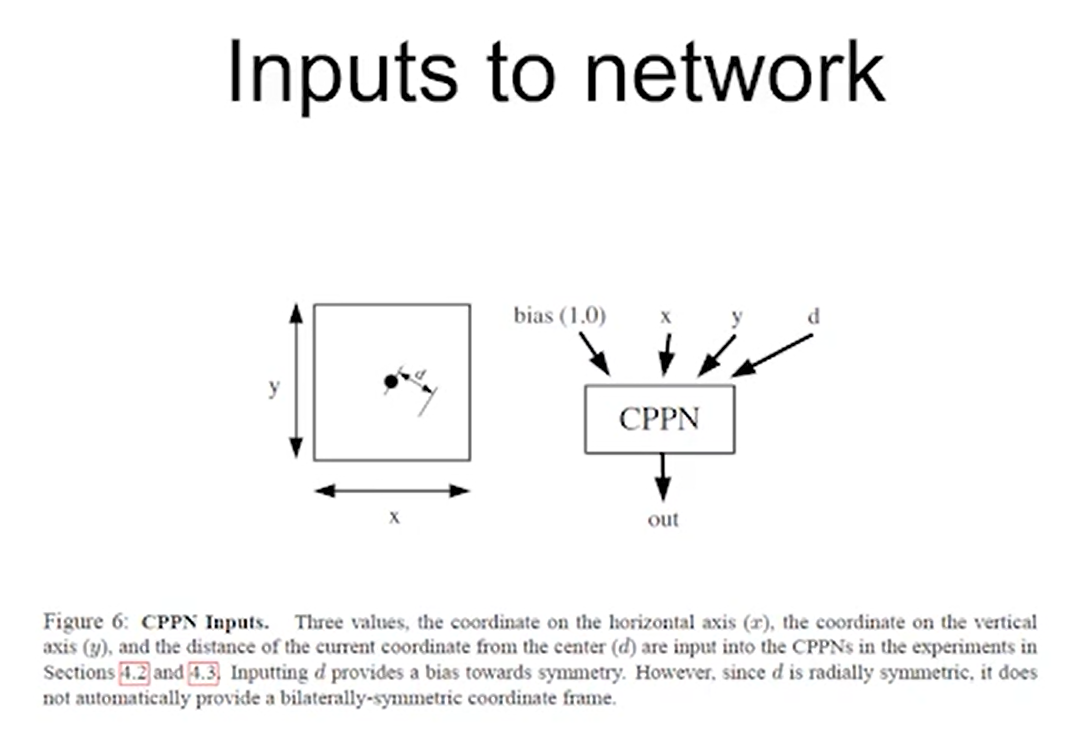 Inputs to network
bias (1.0) x y d
d
y
CPPN
x
out
Figure 6: CPPN Inputs. Three values, the coordinate on the horizontal axis (x), the coordinate on the vertical
axis (y), and the distance of the current coordinate from the center (d) are input into the CPPNs in the experiments in
Sections 4.2 and 4.3. Inputting d provides a bias towards symmetry. However, since d is radially symmetric, it does
not automatically provide a bilaterally-symmetric coordinate frame.